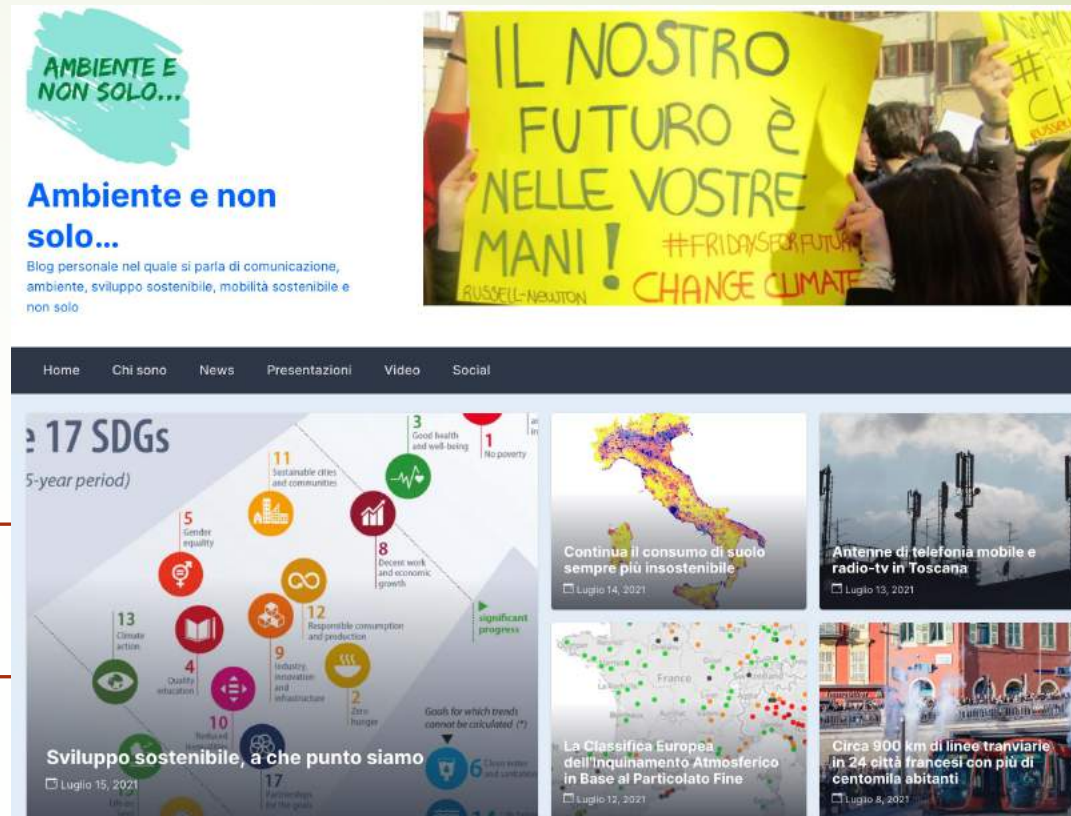 AMBIENTE E
NON SOLO...
Ambiente e non
solo...
Blog personale nel quale si parla di comunicazione,
ambiente, sviluppo sostenibile, mobilità sostenibile e
non solo
IL NOSTRO
FUTURO È
NELLE VOSTRE
MANI!
#FRIDAYSFORFUTUR
CHANGE CLIMATE
RUSSELL-NEWTON
Home Chi sono News Presentazioni Video Social
e 17 SDGs
5-year period)
3
Good health
and well-being
1
No poverty
11
Sustainable cities
and communities
5
Gender
equality
8
Decent work
and economic
growth
12
Responsible consumption
and production
significant
progress
13
Climate
action
4
Quality
education
9
Industry,
innovation
and
infrastructure
2
Zero
hunger
10
Goals for which trends
cannot be calculated (*)
6
17
Partnerships
for the goals
Sviluppo sostenibile, a che punto siamo
Luglio 15, 2021
Continua il consumo di suolo
sempre più insostenibile
Luglio 14, 2021
Antenne di telefonia mobile e
radio-tv in Toscana
Luglio 13, 2021
France
La Classifica Europea
dell'Inquinamento Atmosferico
in Base al Particolato Fine
Luglio 12, 2021
Circa 900 km di linee tranviarie
in 24 città francesi con più di
centomila abitanti
Luglio 8, 2021